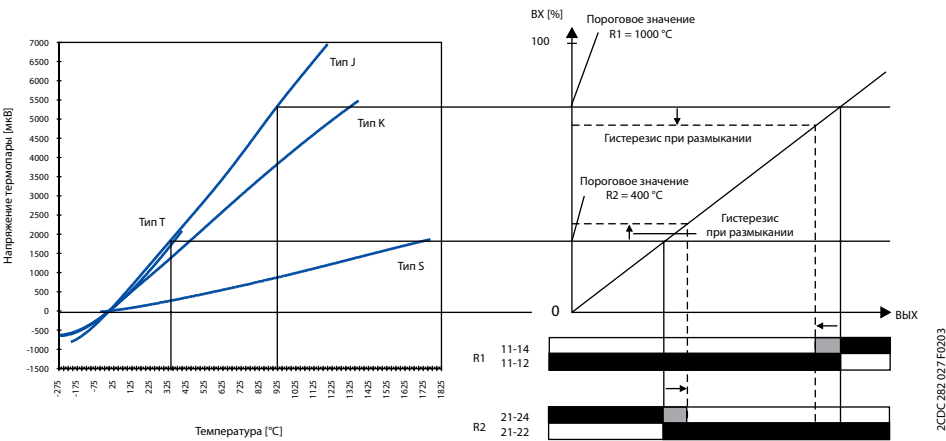 7000
6500
6000
5500
5000
4500
4000
3500
3000
2500
2000
1500
1000
500
0
-500
-1000
-1500
Напряжение термопары [мкВ]
Тип J
Тип K
Тип T
Тип S
-275
-175
-75
25
125
225
325
425
525
625
725
825
925
1025
1125
1225
1325
1425
1525
1625
1725
1825
Температура [°C]
ВХ [%]
100
Пороговое значение
R1 = 1000 °C
Гистерезис при размыкании
Пороговое значение
R2 = 400 °C
Гистерезис
при размыкании
0
ВЫХ
R1
11-14
11-12
R2
21-24
21-22
2CDC 282 027 F0203